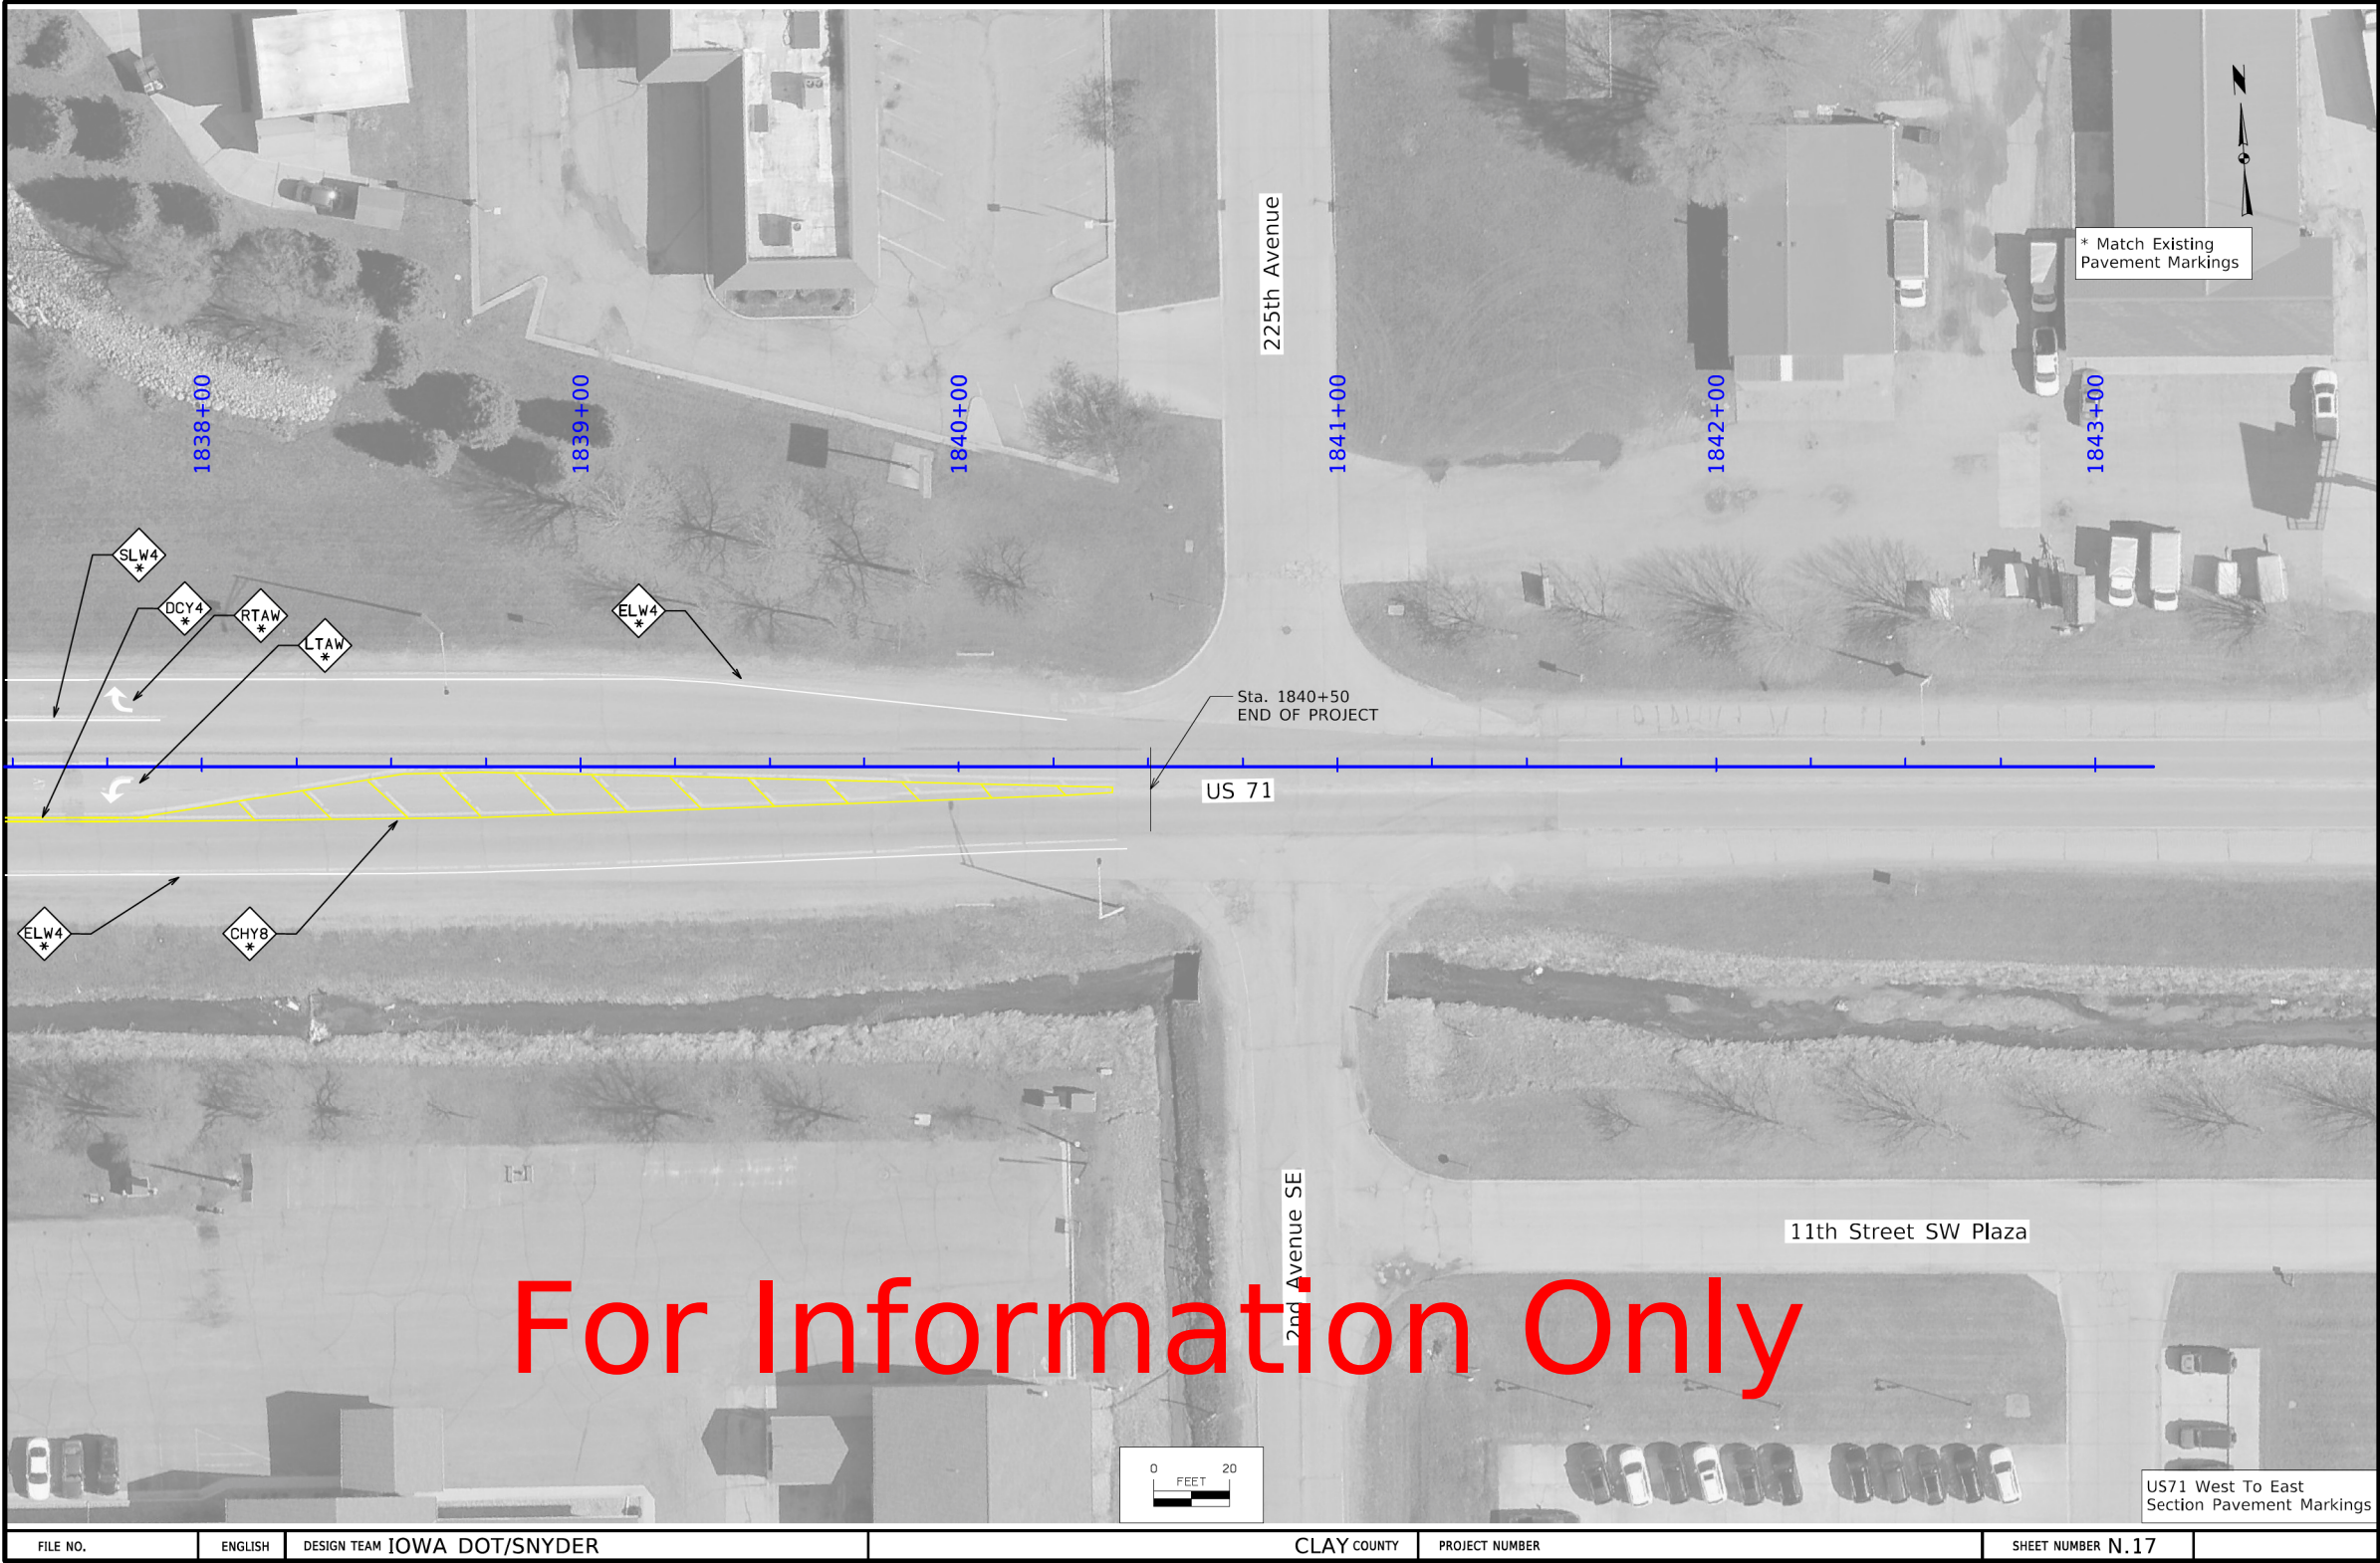 N
* Match Existing
Pavement Markings
225th Avenue
1838+00
1839+00
1840+00
1841+00
1842+00
1843+00
SLW4
*
DCY4
*
RTAW
*
LTAW
*
ELW4
*
Sta. 1840+50
END OF PROJECT
US 71
ELW4
*
CHY8
*
2nd Avenue SE
11th Street SW Plaza
For Information Only
0 20
FEET
US71 West To East
Section Pavement Markings
FILE NO. ENGLISH DESIGN TEAM IOWA DOT/SNYDER CLAY COUNTY PROJECT NUMBER SHEET NUMBER N.17